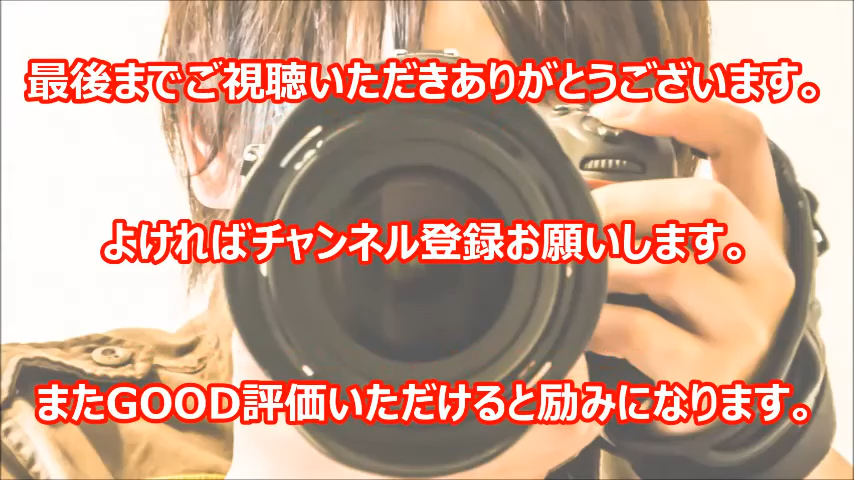 最後までご視聴いただきありがとうございます。
よければチャンネル登録お願いします。
またGOOD評価いただけると励みになります。